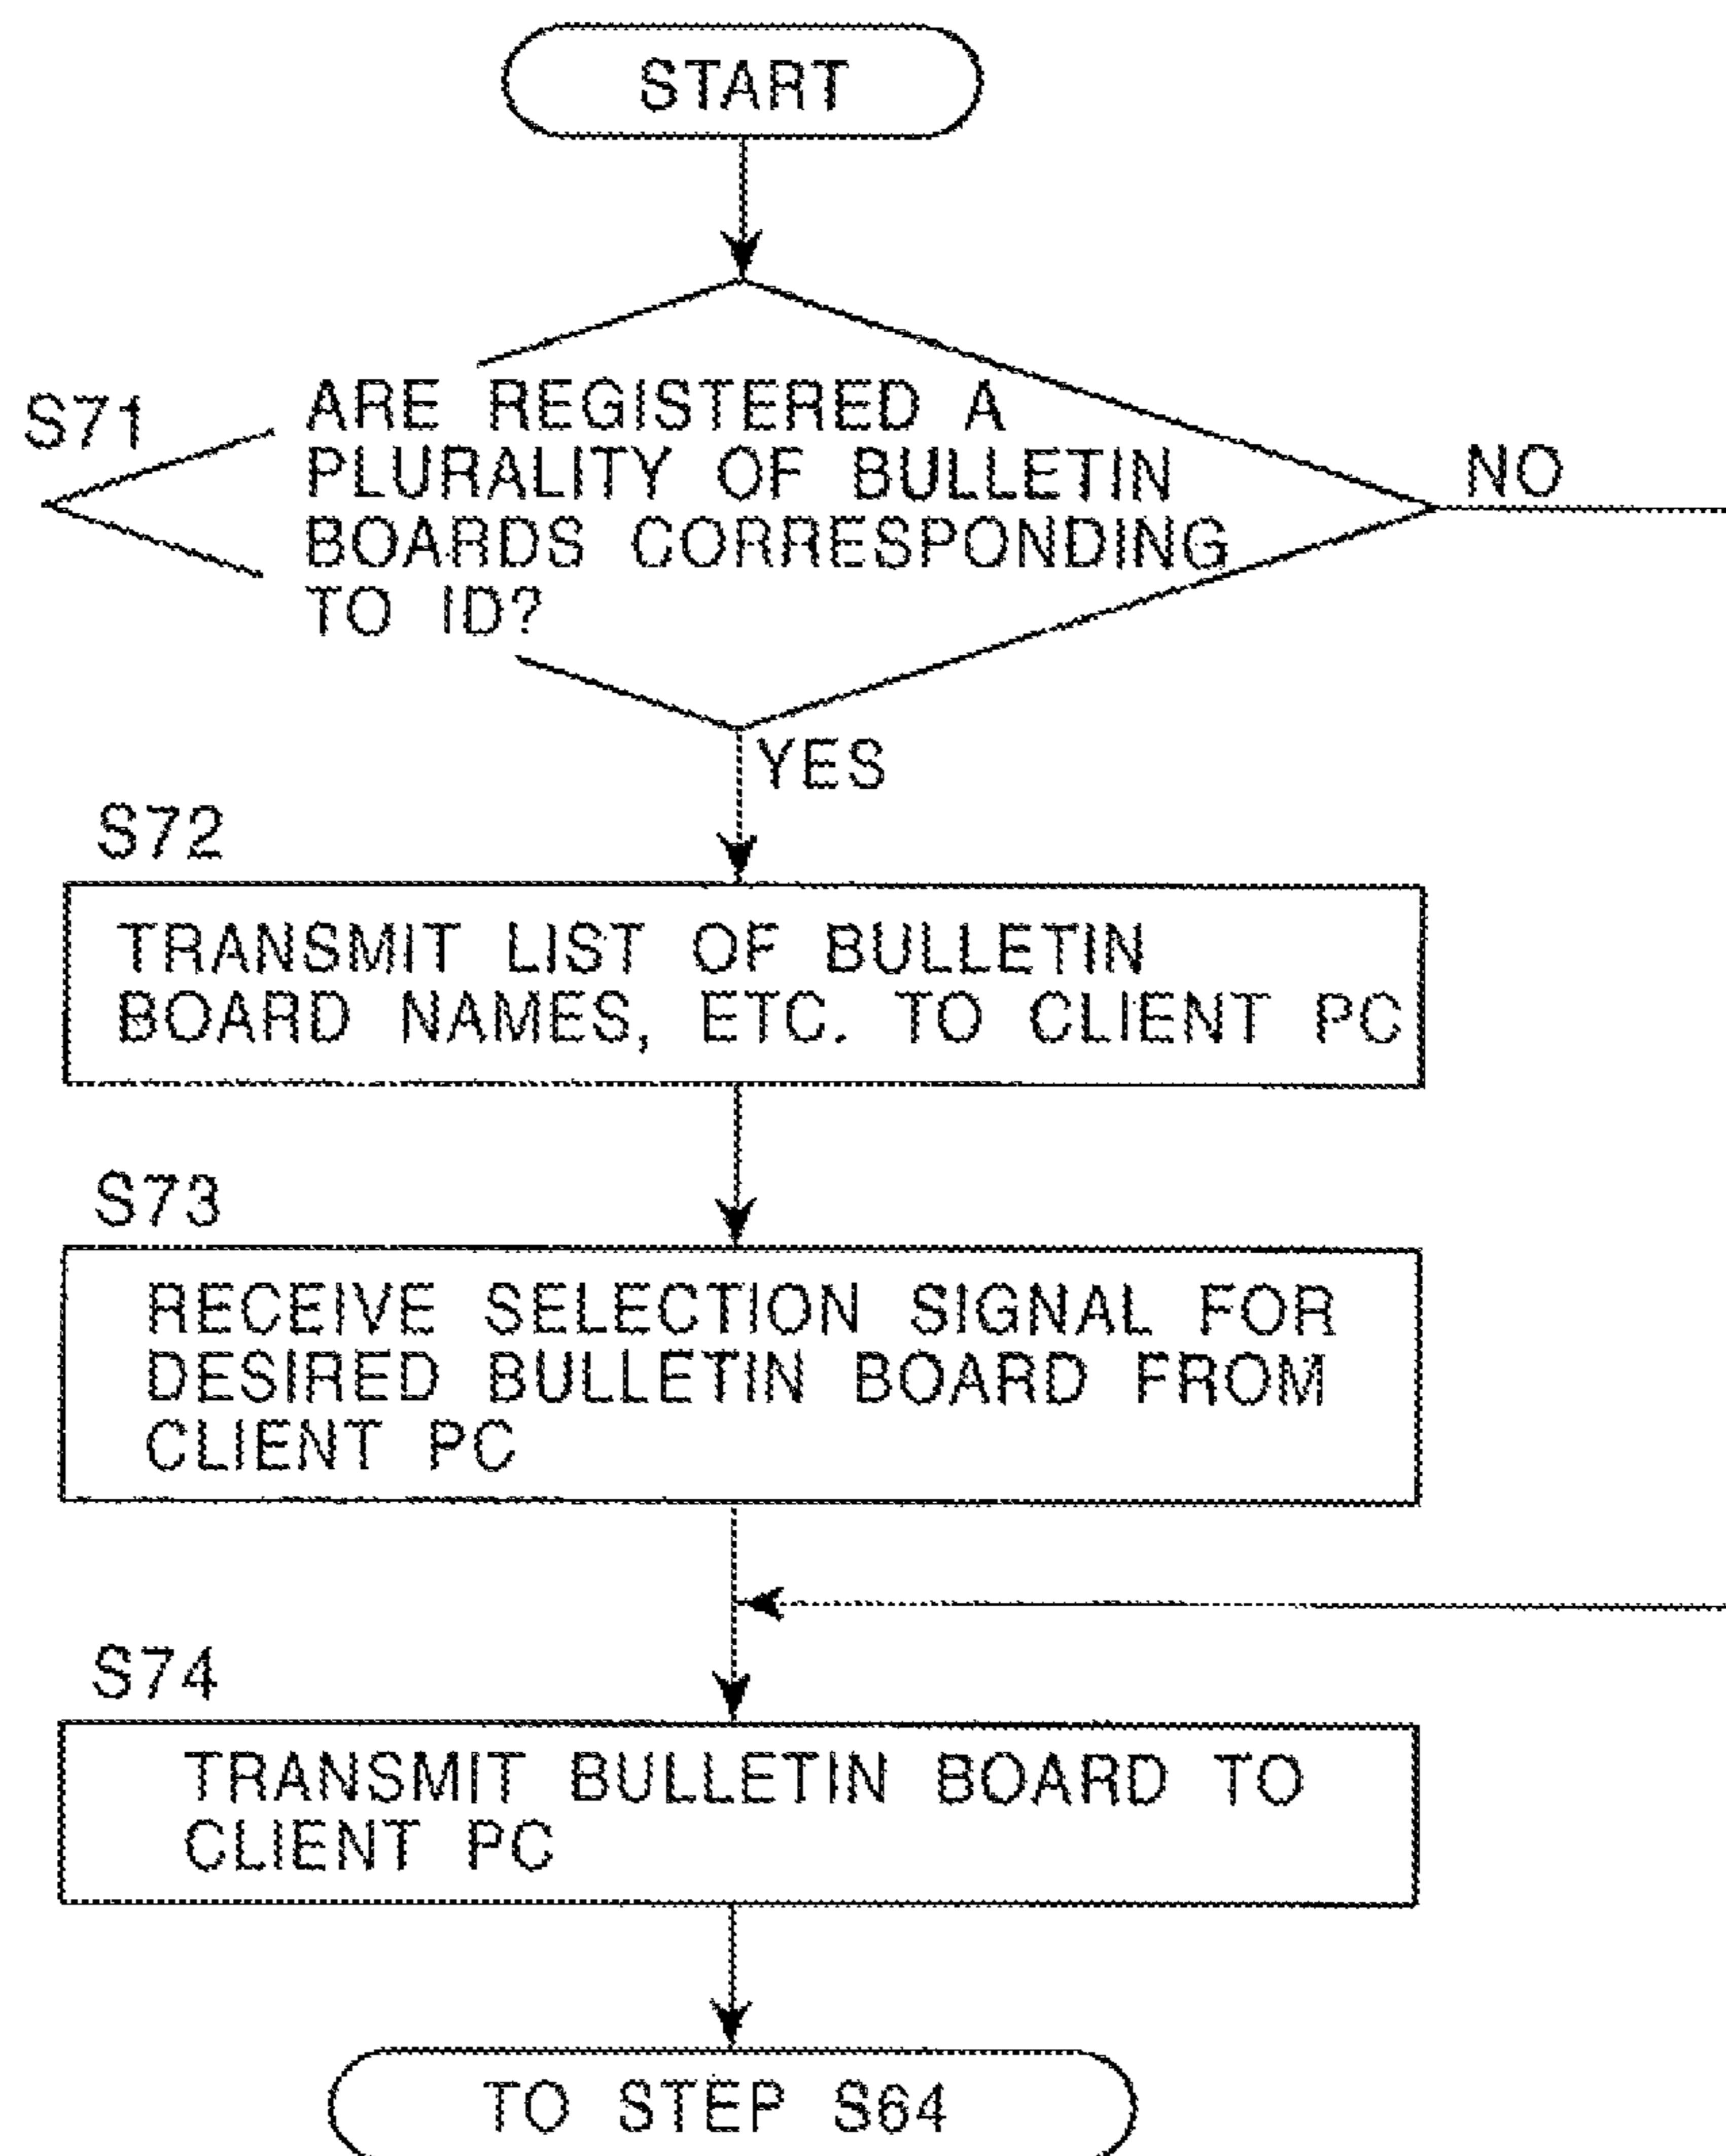 START
S71
ARE REGISTERED A
PLURALITY OF BULLETIN
BOARDS CORRESPONDING
TO ID?
NO
YES
S72
TRANSMIT LIST OF BULLETIN
BOARD NAMES, ETC. TO CLIENT PC
S73
RECEIVE SELECTION SIGNAL FOR
DESIRED BULLETIN BOARD FROM
CLIENT PC
S74
TRANSMIT BULLETIN BOARD TO
CLIENT PC
TO STEP S64